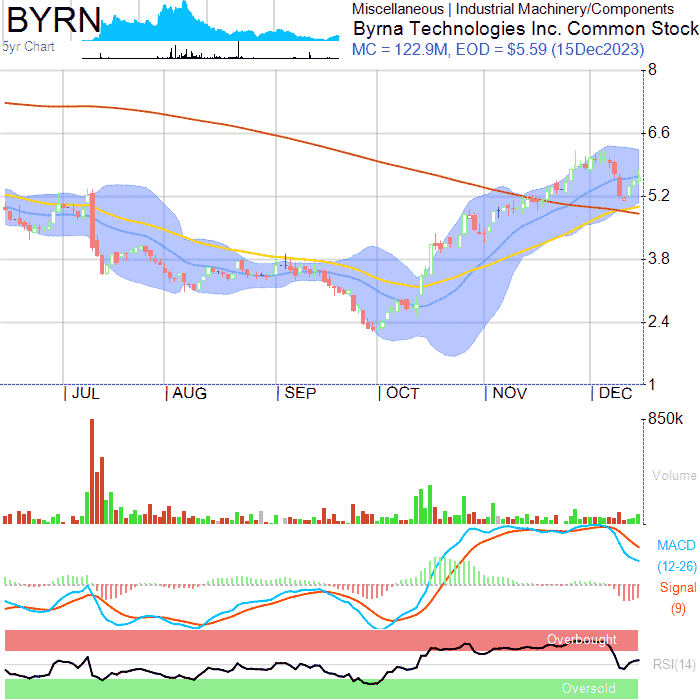 BYRN
5yr Chart
Miscellaneous | Industrial Machinery/Components
Byrna Technologies Inc. Common Stock
MC = 122.9M, EOD = $5.59 (15Dec2023)
8
6.6
5.2
3.8
2.4
1
JUL
AUG
SEP
OCT
NOV
DEC
850k
Volume
MACD
(12-26)
Signal
(9)
Overbought
RSI(14)
Oversold